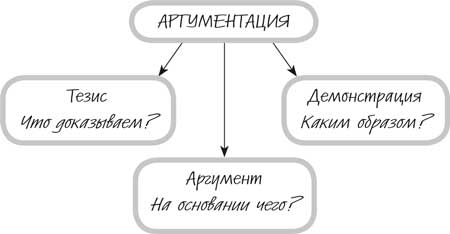 АРГУМЕНТАЦИЯ
Тезис
Что доказываем?
Демонстрация
Каким образом?
Аргумент
На основании чего?